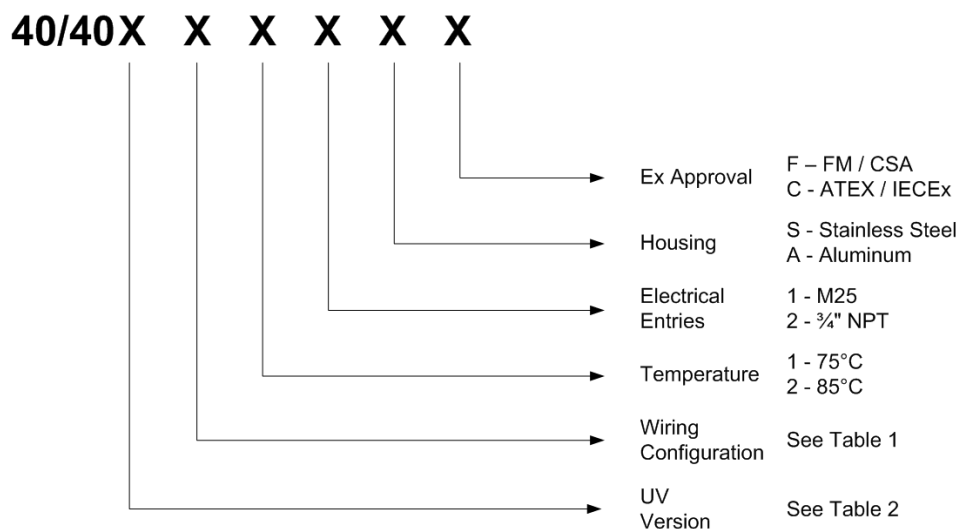 40/40X X X X X X
Ex Approval
F – FM / CSA
C - ATEX / IECEx
Housing
S - Stainless Steel
A - Aluminum
Electrical
Entries
1 - M25
2 - ¾" NPT
Temperature
1 - 75°C
2 - 85°C
Wiring
Configuration
See Table 1
UV
Version
See Table 2